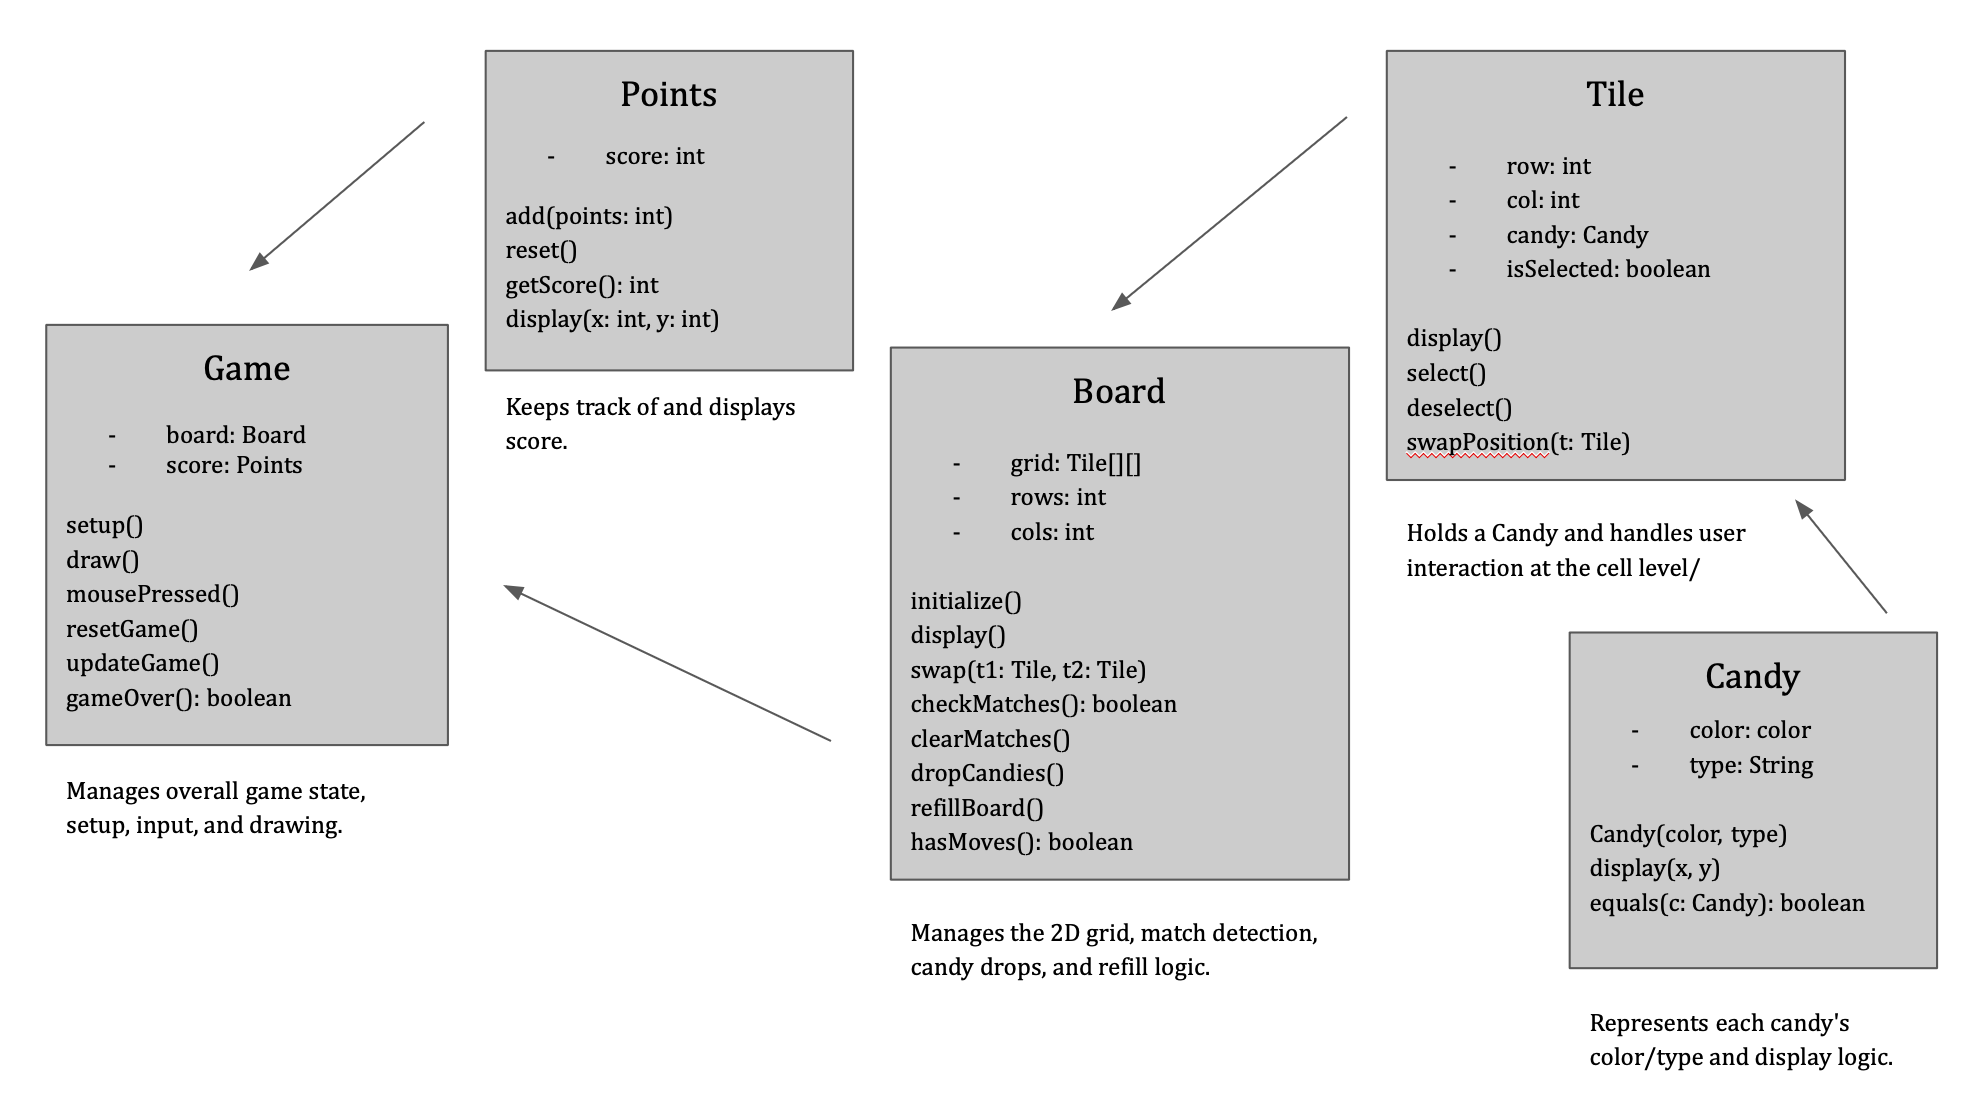 Points
- score: int
add(points: int)
reset()
getScore(): int
display(x: int, y: int)
Keeps track of and displays
score.
Tile
- row: int
- col: int
- candy: Candy
- isSelected: boolean
display()
select()
deselect()
swapPosition(t: Tile)
Holds a Candy and handles user
interaction at the cell level/
Game
- board: Board
- score: Points
setup()
draw()
mousePressed()
resetGame()
updateGame()
gameOver(): boolean
Manages overall game state,
setup, input, and drawing.
Board
- grid: Tile[][]
- rows: int
- cols: int
initialize()
display()
swap(t1: Tile, t2: Tile)
checkMatches(): boolean
clearMatches()
dropCandies()
refillBoard()
hasMoves(): boolean
Manages the 2D grid, match detection,
candy drops, and refill logic.
Candy
- color: color
- type: String
Candy(color, type)
display(x, y)
equals(c: Candy): boolean
Represents each candy's
color/type and display logic.